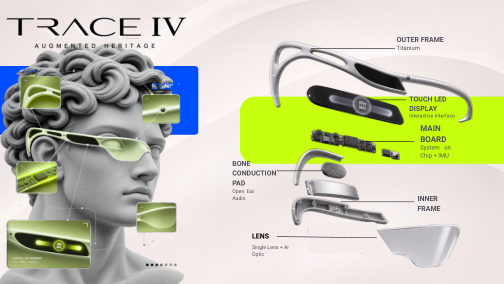 TRACE IV
AUGMENTED HERITAGE
OUTER FRAME
Titanium
TOUCH LED
DISPLAY
Interactive Interface
MAIN
BOARD
System on
Chip + IMU
BONE
CONDUCTION
PAD
Open Ear
Audio
INNER
FRAME
LENS
Single Lens + Ar
Optic